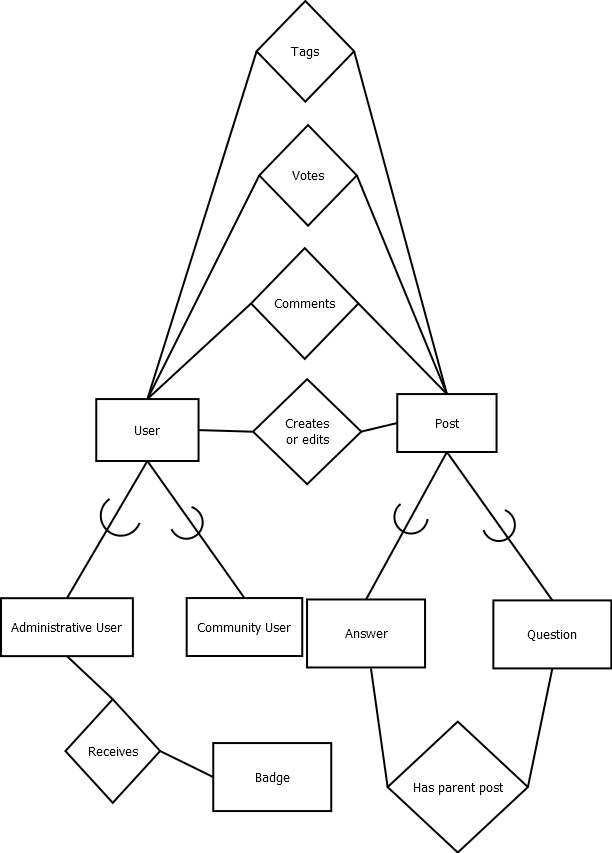 Tags
Votes
Comments
Creates
or edits
User
Post
Administrative User
Community User
Answer
Question
Receives
Badge
Has parent post